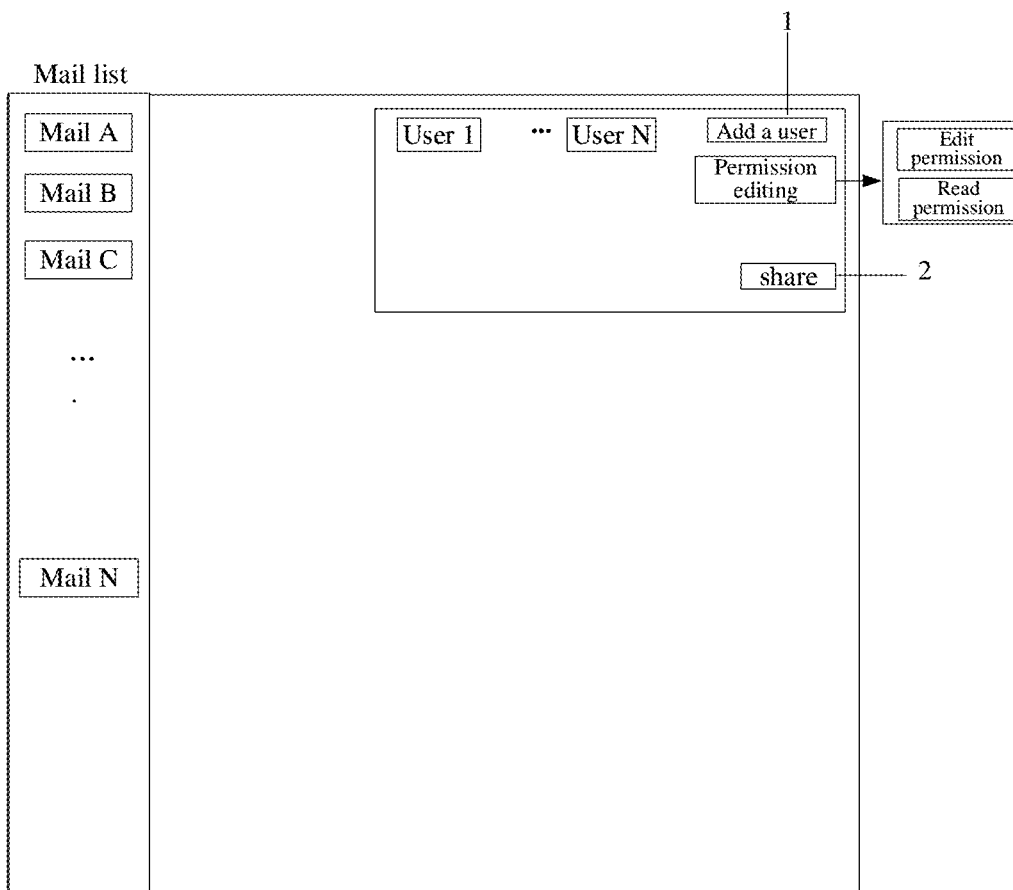 1
Mail list
Mail A
User 1
...
User N
Add a user
Edit
permission
Permission
editing
Mail B
Read
permission
Mail C
share
2
...
.
Mail N